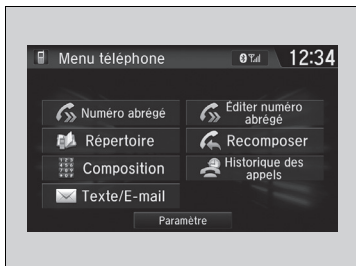 Menu téléphone
12:34
Numéro abrégé
Éditer numéro
abrégé
Répertoire
Recomposer
Composition
Historique des
appels
Texte/E-mail
Paramètre